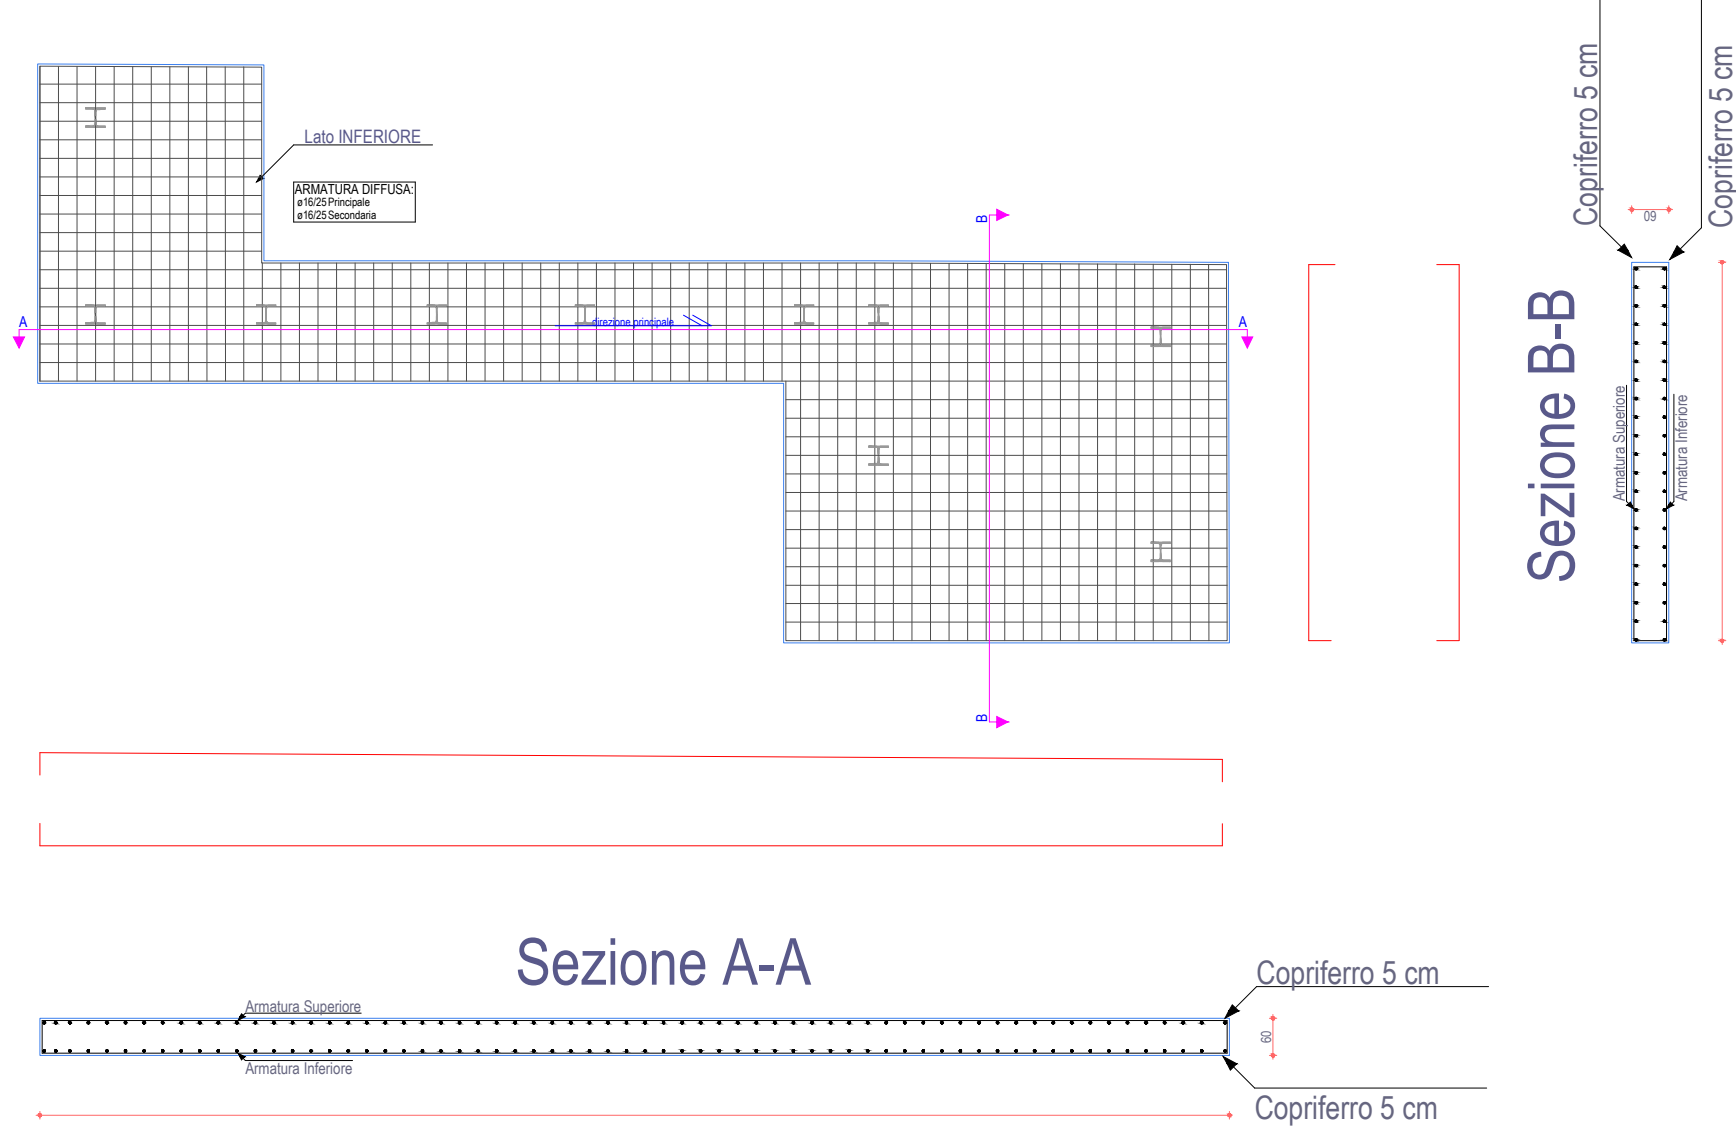 Lato INFERIORE
ARMATURA DIFFUSA:
ø16/25 Principale
ø16/25 Secondaria
B
A
direzione principale
A
B
Copriferro 5 cm
Copriferro 5 cm
60
Sezione B-B
Armatura Superiore
Armatura Inferiore
Sezione A-A
Armatura Superiore
Armatura Inferiore
Copriferro 5 cm
60
Copriferro 5 cm